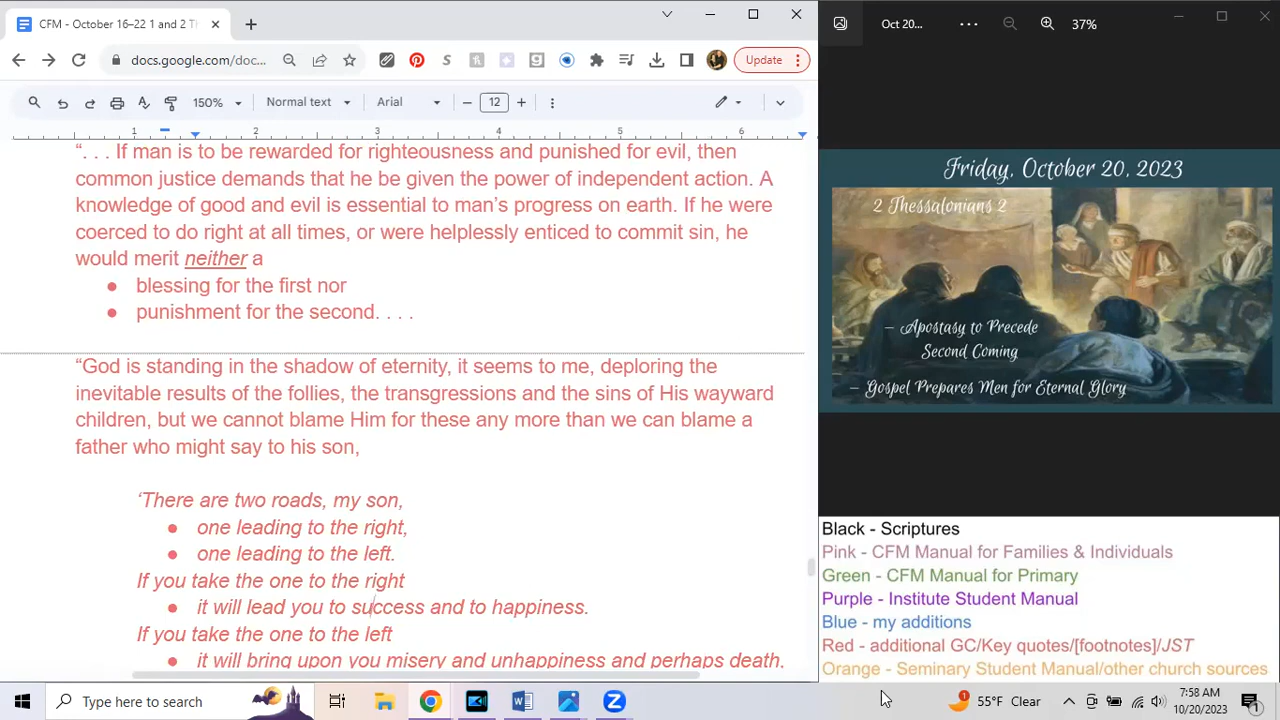 CFM - October 16–22 1 and 2 Th
docs.google.com/doc...
Update
150%
Normal text
Arial
12
1 2 3 4 5 6
“. . . If man is to be rewarded for righteousness and punished for evil, then
common justice demands that he be given the power of independent action. A
knowledge of good and evil is essential to man’s progress on earth. If he were
coerced to do right at all times, or were helplessly enticed to commit sin, he
would merit neither a
● blessing for the first nor
● punishment for the second. . . .
“God is standing in the shadow of eternity, it seems to me, deploring the
inevitable results of the follies, the transgressions and the sins of His wayward
children, but we cannot blame Him for these any more than we can blame a
father who might say to his son,
‘There are two roads, my son,
● one leading to the right,
● one leading to the left.
If you take the one to the right
● it will lead you to success and to happiness.
If you take the one to the left
● it will bring upon you misery and unhappiness and perhaps death.
Oct 20...
37%
Friday, October 20, 2023
2 Thessalonians 2
– Apostasy to Precede
Second Coming
– Gospel Prepares Men for Eternal Glory
Black - Scriptures
Pink - CFM Manual for Families & Individuals
Green - CFM Manual for Primary
Purple - Institute Student Manual
Blue - my additions
Red - additional GC/Key quotes/[footnotes]/JST
Orange - Seminary Student Manual/other church sources
Type here to search
1
55°F Clear
7:58 AM
10/20/2023
1